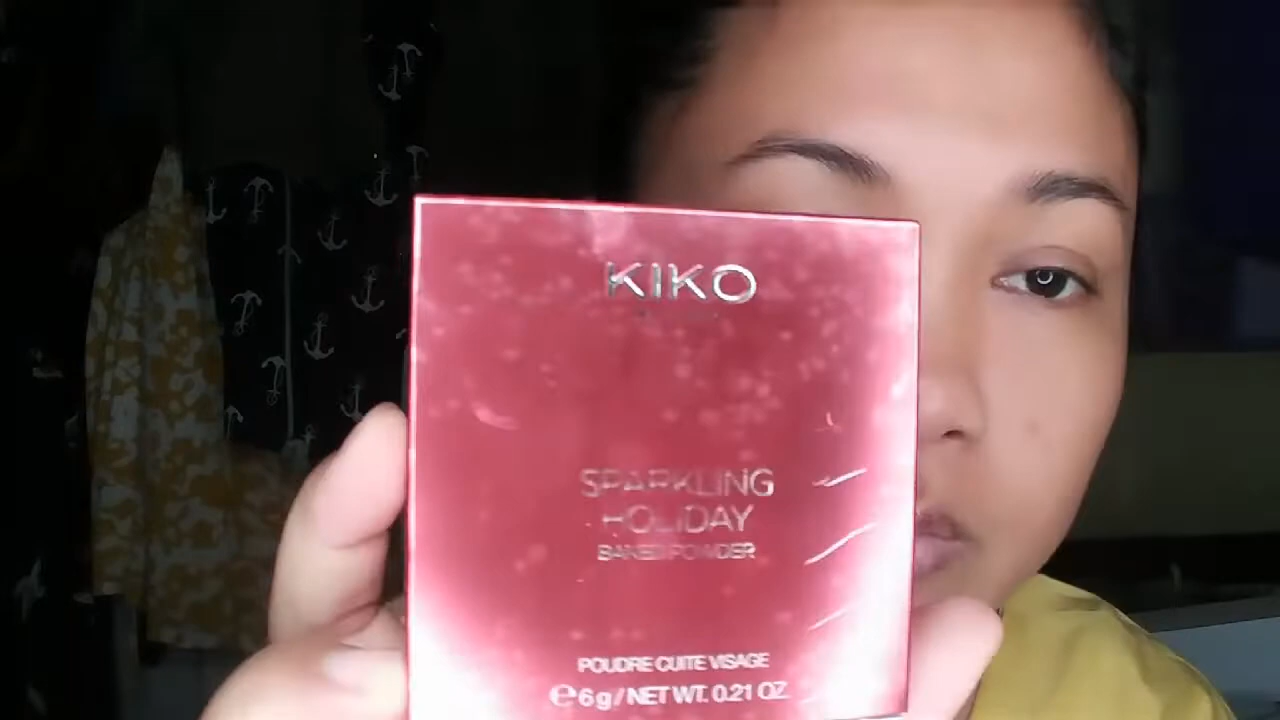 KIKO
SPARKLING
HOLIDAY
BAKED POWDER
POUDRE CUITE VISAGE
℮ 6 g / NET WT. 0.21 OZ.